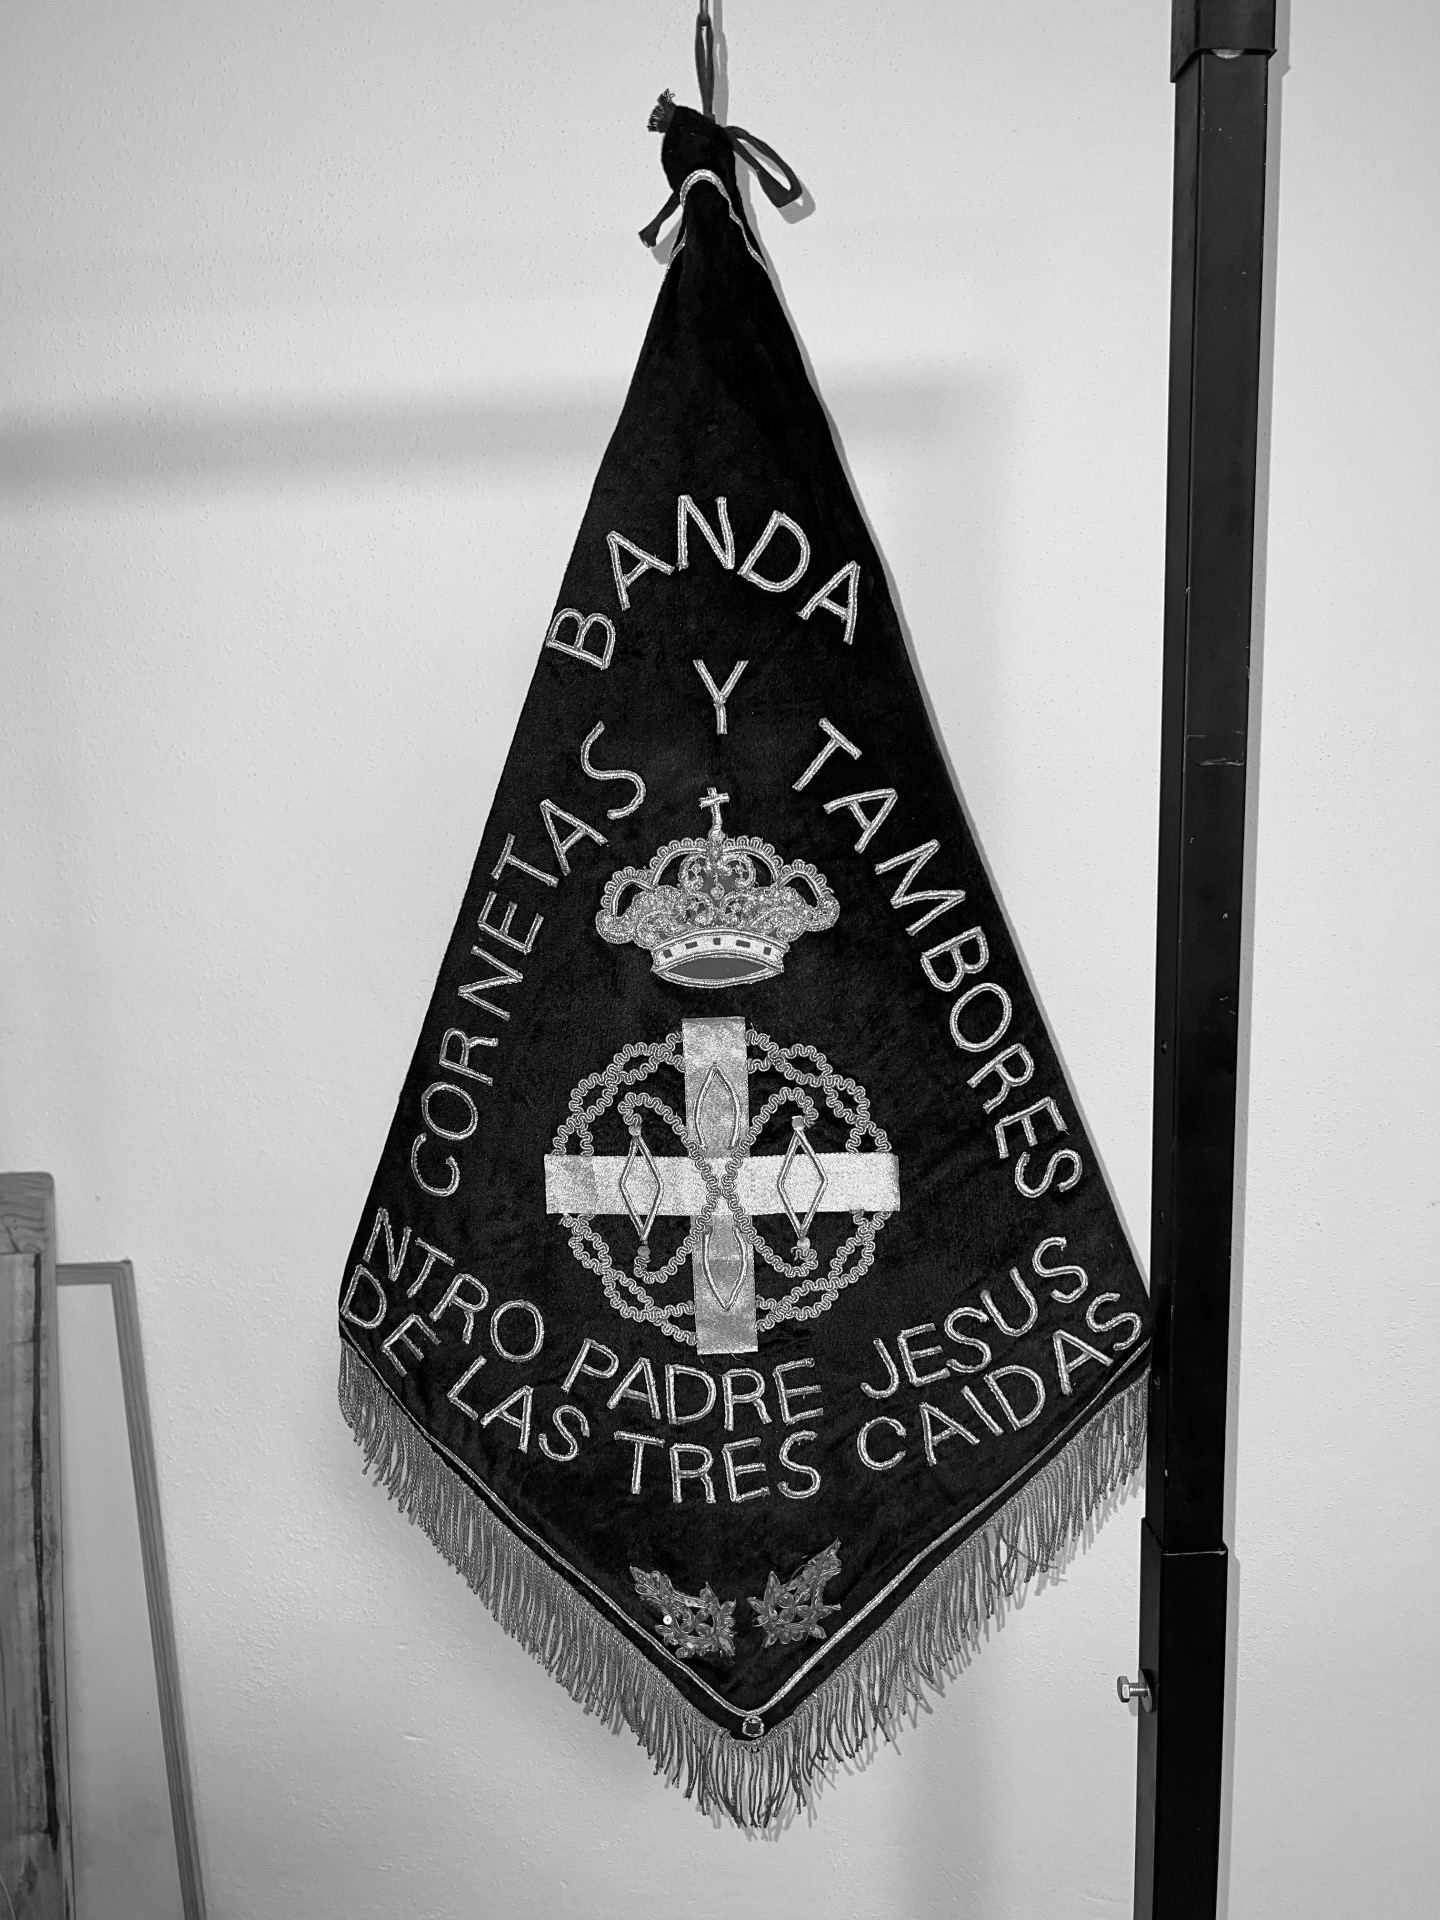 BANDA
Y
CORNETAS
TAMBORES
NTRO PADRE JESUS
DE LAS TRES CAIDAS